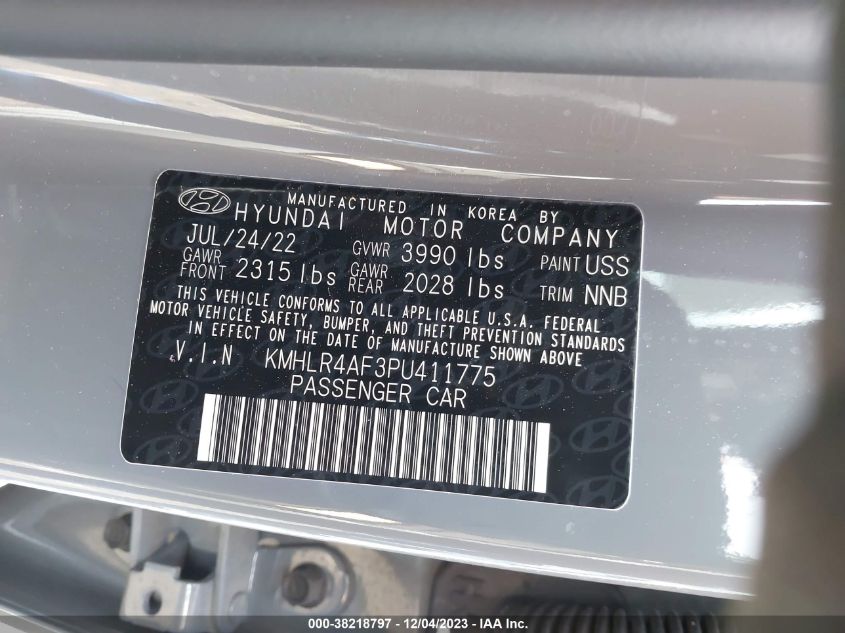 MANUFACTURED IN KOREA BY
HYUNDAI MOTOR COMPANY
JUL/24/22 GVWR 3990 lbs PAINT USS
GAWR FRONT 2315 lbs GAWR REAR 2028 lbs TRIM NNB
THIS VEHICLE CONFORMS TO ALL APPLICABLE U.S.A. FEDERAL
MOTOR VEHICLE SAFETY, BUMPER, AND THEFT PREVENTION STANDARDS
IN EFFECT ON THE DATE OF MANUFACTURE SHOWN ABOVE
V.I.N KMHLR4AF3PU411775
PASSENGER CAR
000-38218797 - 12/04/2023 - IAA Inc.